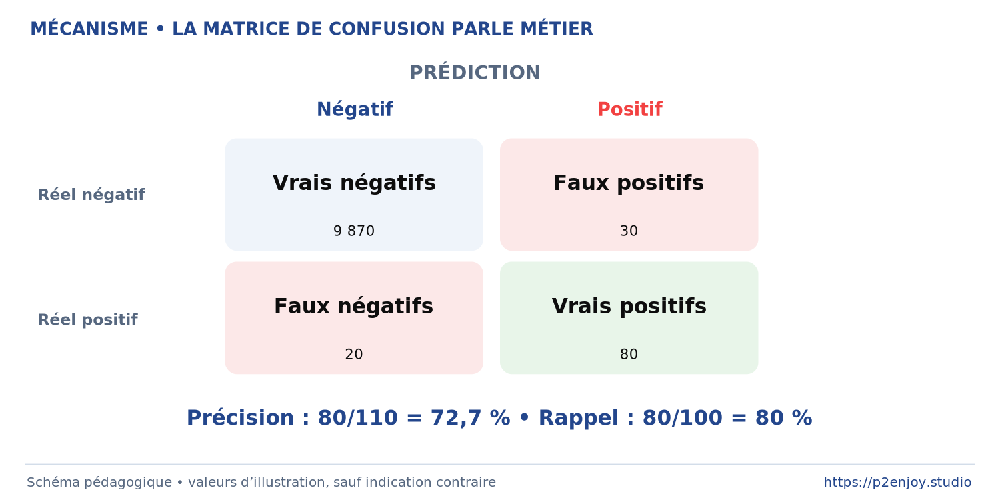 MÉCANISME • LA MATRICE DE CONFUSION PARLE MÉTIER
PRÉDICTION
Négatif Positif
Réel négatif
Vrais négatifs
9 870
Faux positifs
30
Réel positif
Faux négatifs
20
Vrais positifs
80
Précision : 80/110 = 72,7 % • Rappel : 80/100 = 80 %
Schéma pédagogique • valeurs d’illustration, sauf indication contraire
https://p2enjoy.studio